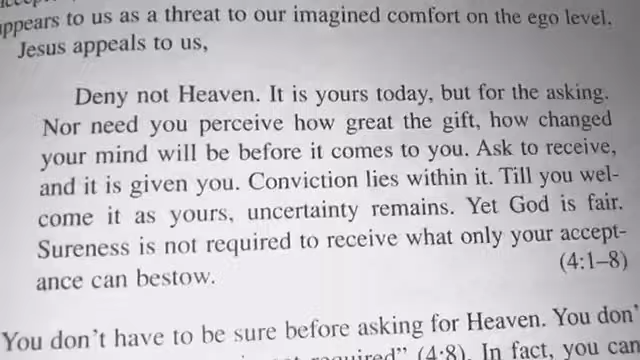 appears to us as a threat to our imagined comfort on the ego level.
Jesus appeals to us,
Deny not Heaven. It is yours today, but for the asking.
Nor need you perceive how great the gift, how changed
your mind will be before it comes to you. Ask to receive,
and it is given you. Conviction lies within it. Till you wel-
come it as yours, uncertainty remains. Yet God is fair.
Sureness is not required to receive what only your accept-
ance can bestow. (4:1–8)
You don't have to be sure before asking for Heaven. You don'
required" (4:8). In fact, you can